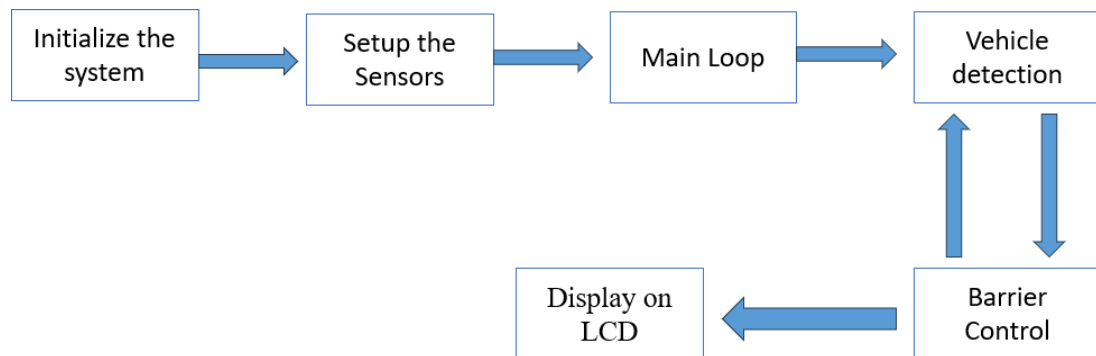 Initialize the
system
Setup the
Sensors
Main Loop
Vehicle
detection
Display on
LCD
Barrier
Control